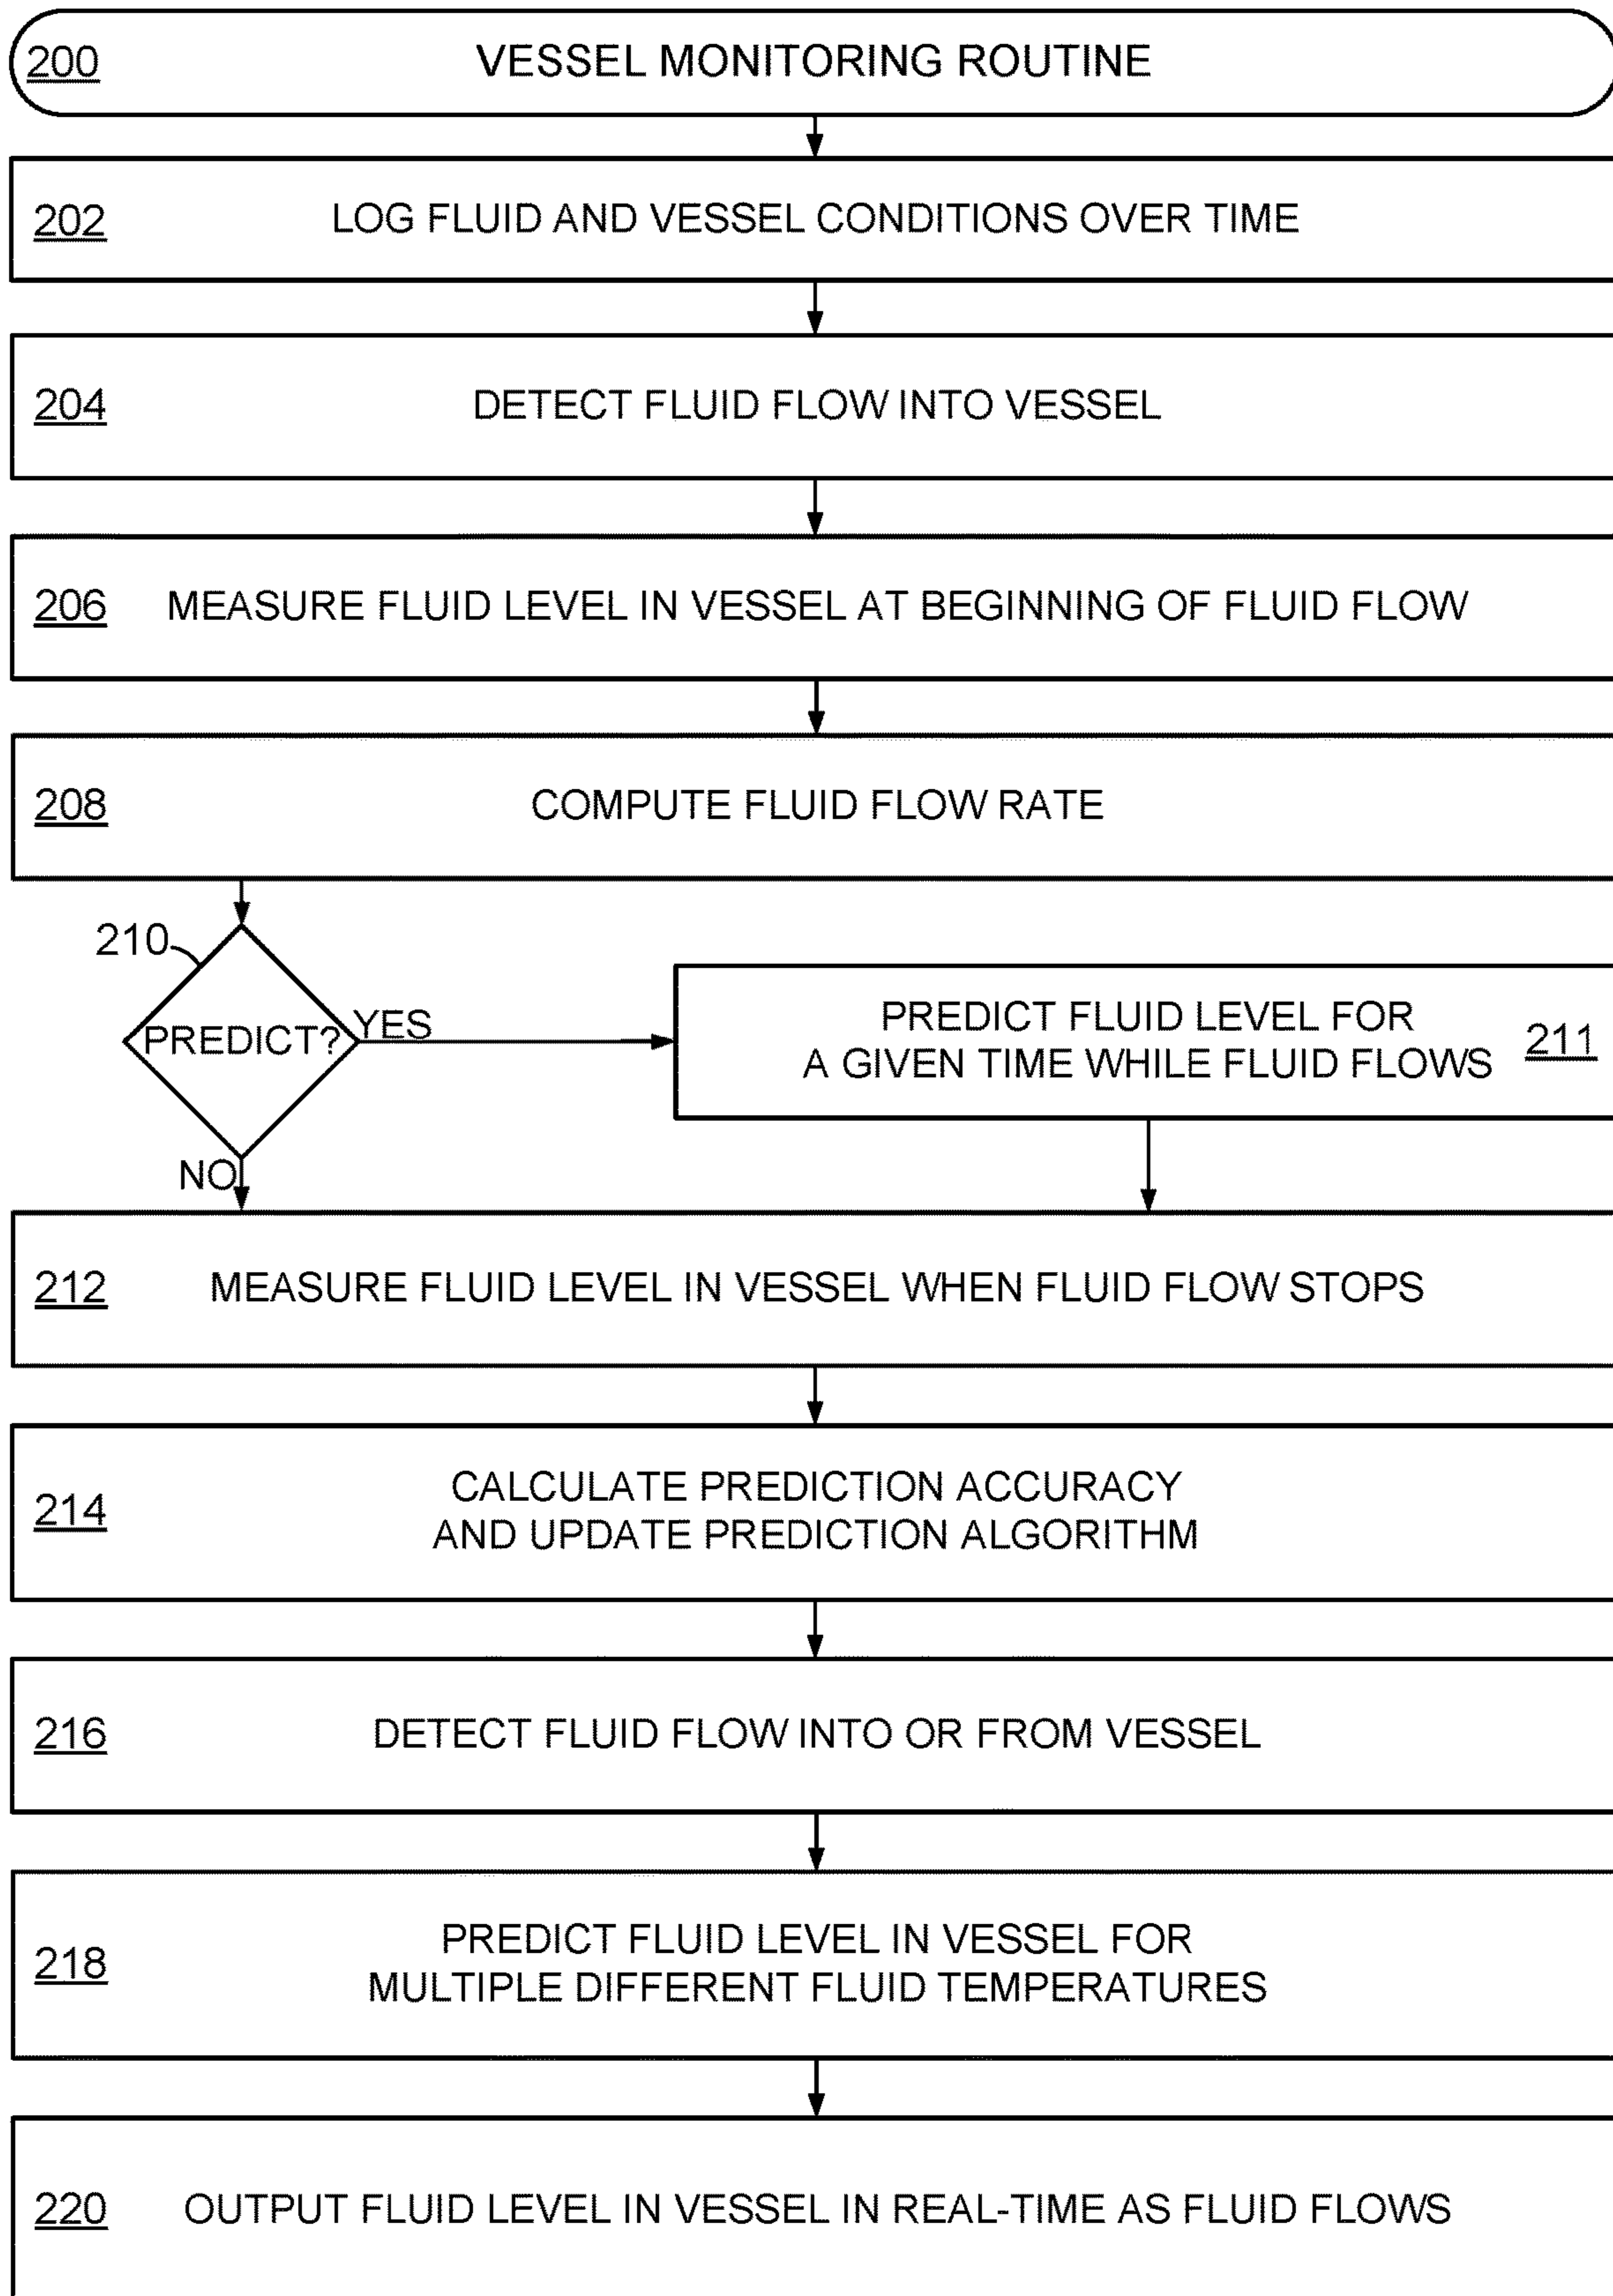 200 VESSEL MONITORING ROUTINE
202 LOG FLUID AND VESSEL CONDITIONS OVER TIME
204 DETECT FLUID FLOW INTO VESSEL
206 MEASURE FLUID LEVEL IN VESSEL AT BEGINNING OF FLUID FLOW
208 COMPUTE FLUID FLOW RATE
210
PREDICT?
YES
PREDICT FLUID LEVEL FOR
A GIVEN TIME WHILE FLUID FLOWS
211
NO
212 MEASURE FLUID LEVEL IN VESSEL WHEN FLUID FLOW STOPS
214
CALCULATE PREDICTION ACCURACY
AND UPDATE PREDICTION ALGORITHM
216 DETECT FLUID FLOW INTO OR FROM VESSEL
218
PREDICT FLUID LEVEL IN VESSEL FOR
MULTIPLE DIFFERENT FLUID TEMPERATURES
220 OUTPUT FLUID LEVEL IN VESSEL IN REAL-TIME AS FLUID FLOWS